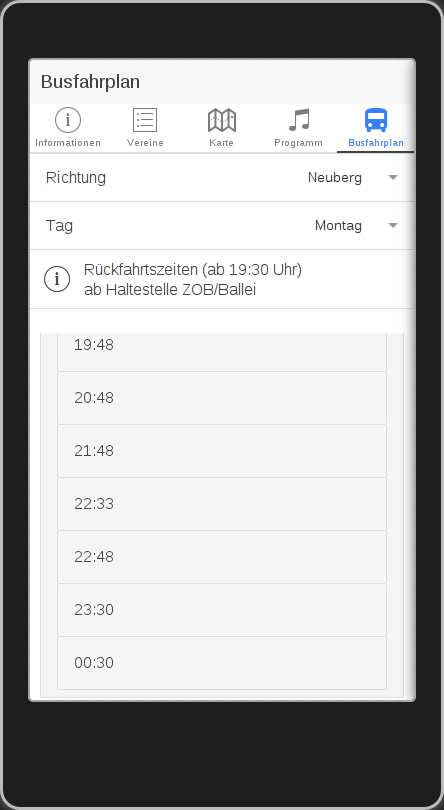 Busfahrplan
Informationen
Vereine
Karte
Programm
Busfahrplan
Richtung
Neuberg
Tag
Montag
Rückfahrtszeiten (ab 19:30 Uhr)
ab Haltestelle ZOB/Ballei
19:48
20:48
21:48
22:33
22:48
23:30
00:30